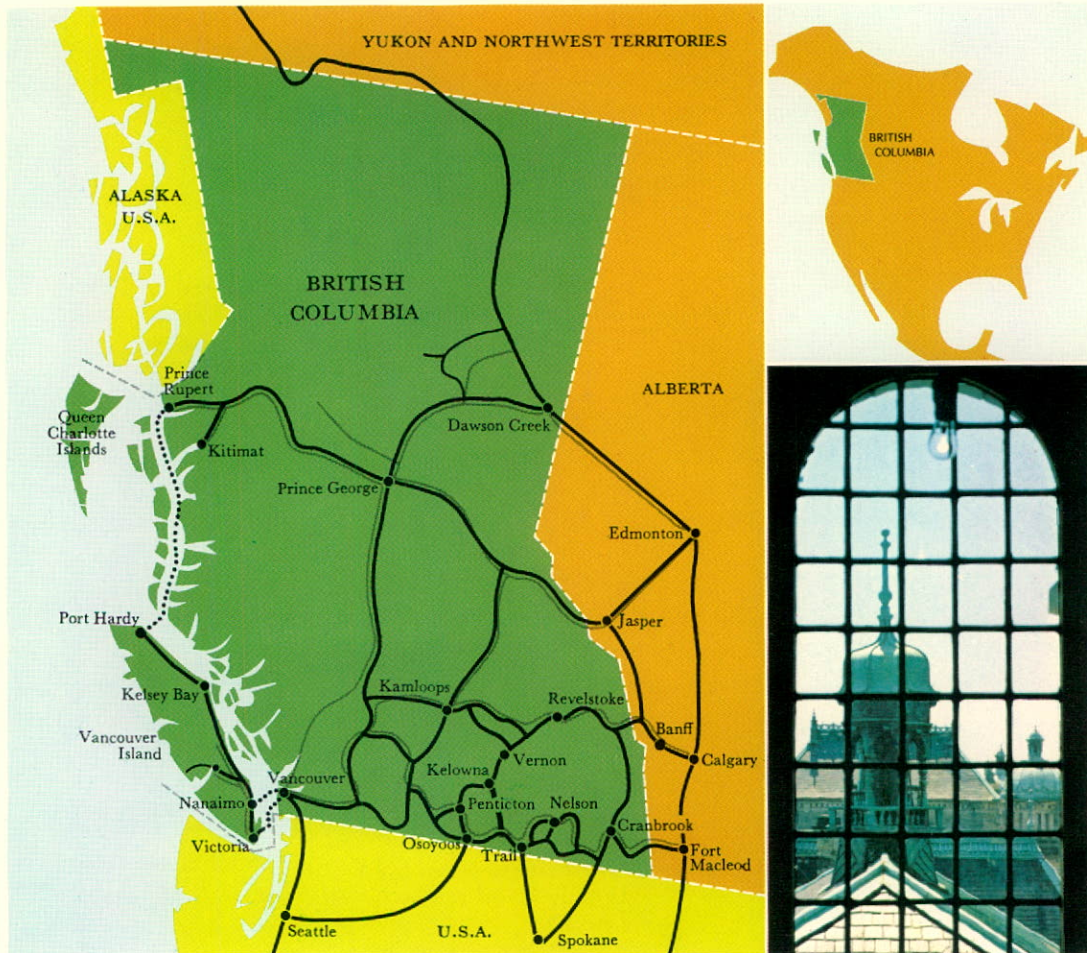 YUKON AND NORTHWEST TERRITORIES
BRITISH
COLUMBIA
ALASKA
U.S.A.
BRITISH
COLUMBIA
Prince
Rupert
ALBERTA
Queen
Charlotte
Islands
Dawson Creek
Kitimat
Prince George
Edmonton
Port Hardy
Jasper
Kamloops
Revelstoke
Kelsey Bay
Banff
Vancouver
Island
Vernon
Calgary
Vancouver
Kelowna
Nanaimo
Penticton
Nelson
Cranbrook
Victoria
Osoyoos
Trail
Fort
Macleod
Seattle
U.S.A.
Spokane